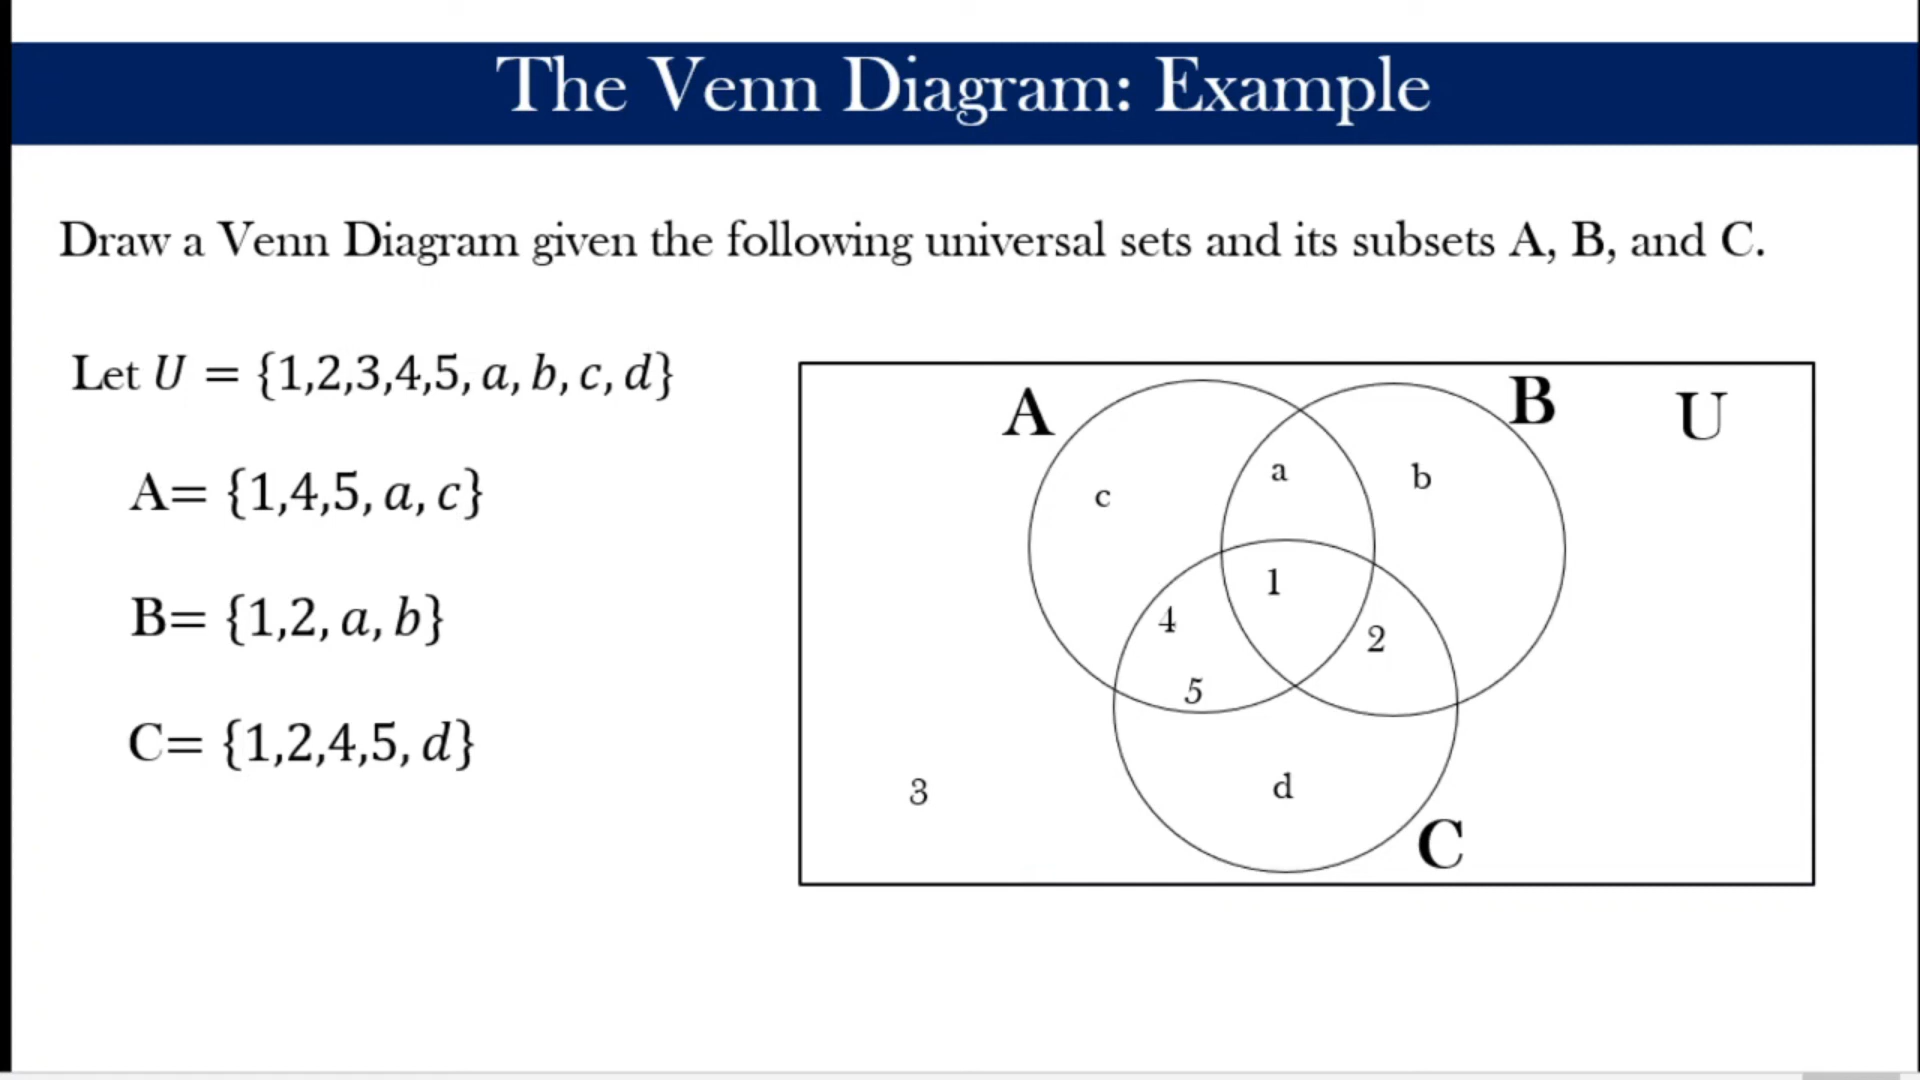 The Venn Diagram: Example
Draw a Venn Diagram given the following universal sets and its subsets A, B, and C.
Let U = {1,2,3,4,5, a, b, c, d}
A= {1,4,5, a, c}
B= {1,2, a, b}
C= {1,2,4,5, d}
A
B
U
c
a
b
1
4
2
5
3
d
C